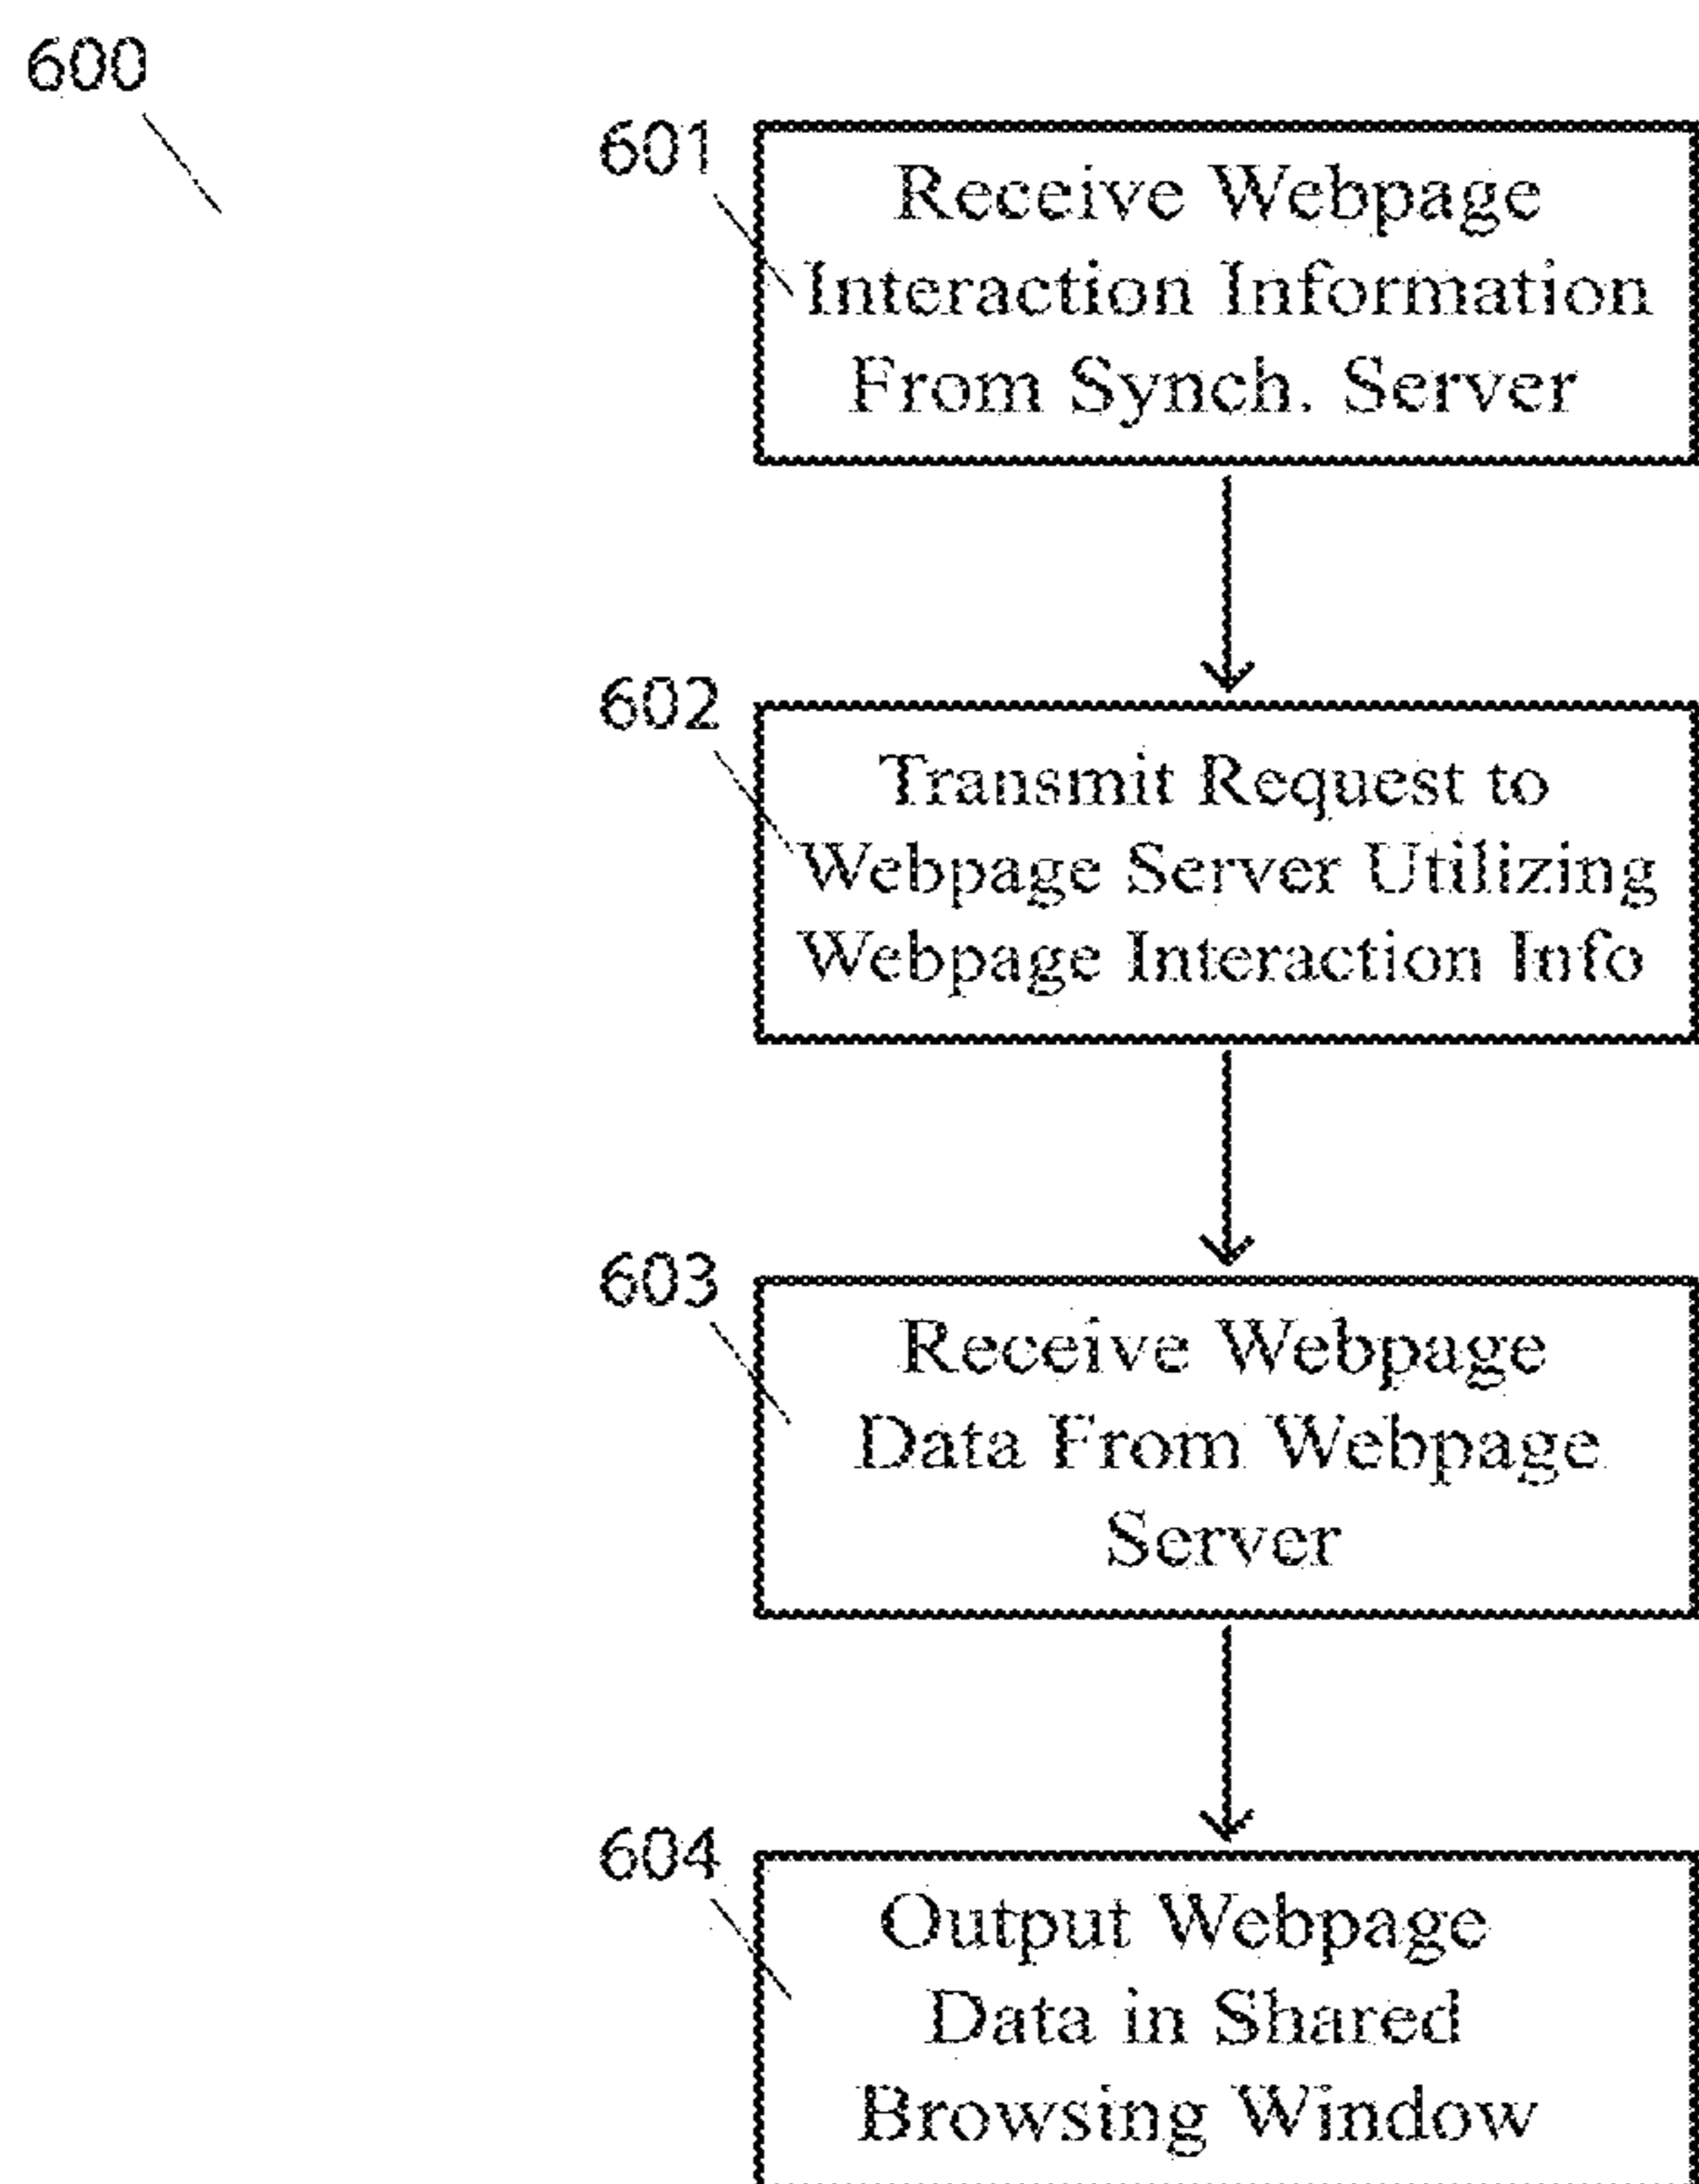 600
601
Receive Webpage
Interaction Information
From Synch. Server
602
Transmit Request to
Webpage Server Utilizing
Webpage Interaction Info
603
Receive Webpage
Data From Webpage
Server
604
Output Webpage
Data in Shared
Browsing Window